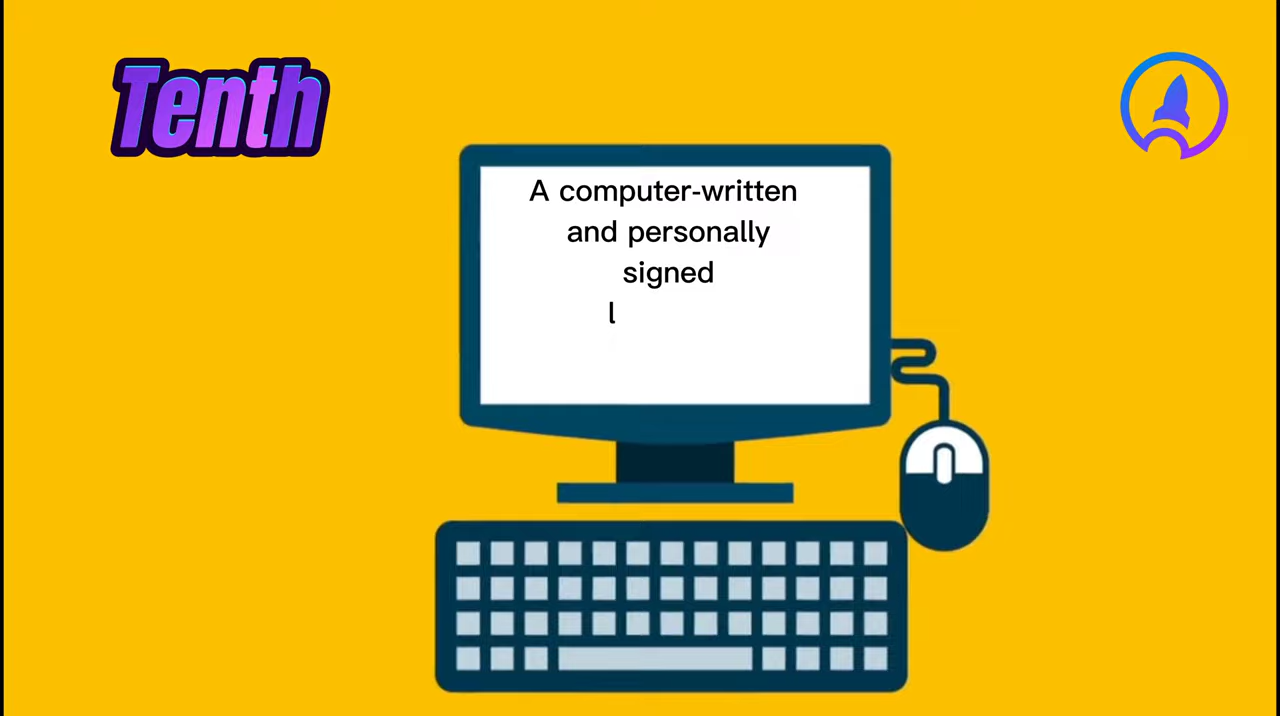 Tenth
A computer-written
and personally
signed
l